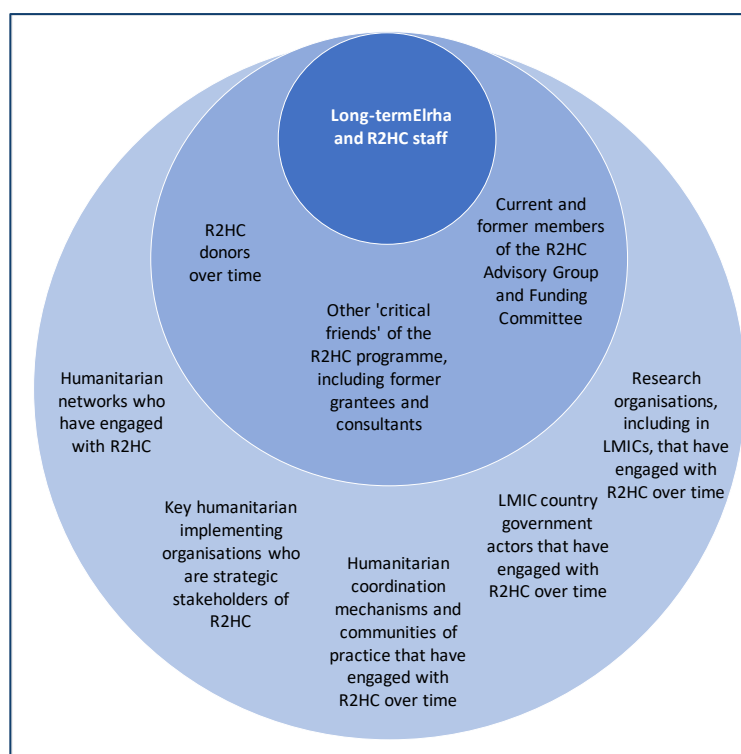 Long-termElrha
and R2HC staff
R2HC
donors
over time
Current and
former members
of the R2HC
Advisory Group
and Funding
Committee
Other 'critical
friends' of the
R2HC programme,
including former
grantees and
consultants
Humanitarian
networks who
have engaged
with R2HC
Research
organisations,
including in
LMICs, that have
engaged with
R2HC over time
Key humanitarian
implementing
organisations who
are strategic
stakeholders of
R2HC
LMIC country
government
actors that have
engaged with
R2HC over time
Humanitarian
coordination
mechanisms and
communities of
practice that have
engaged with
R2HC over time